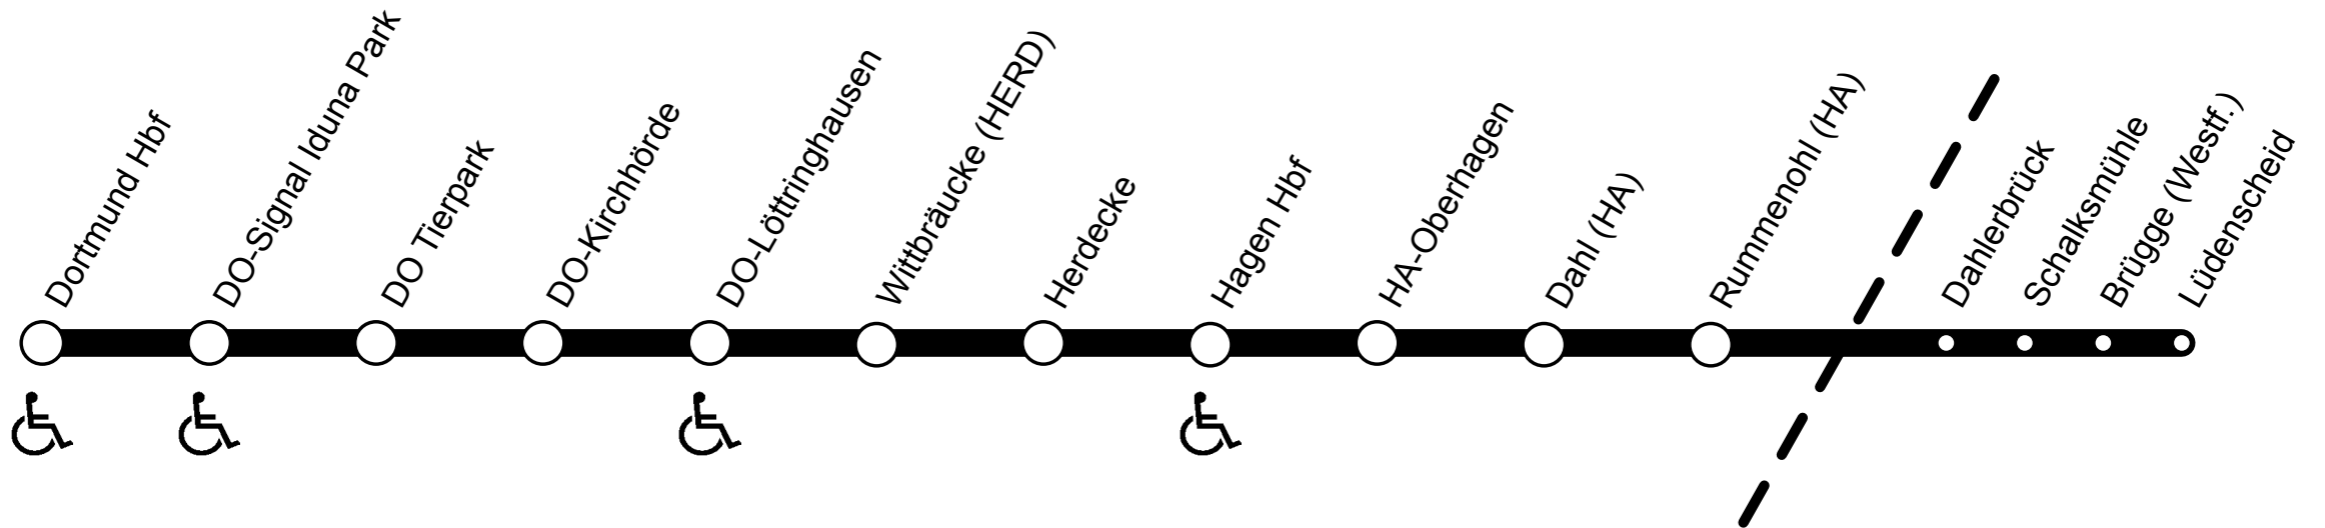 Dortmund Hbf
DO-Signal Iduna Park
DO Tierpark
DO-Kirchhörde
DO-Löttringhausen
Wittbräucke (HERD)
Herdecke
Hagen Hbf
HA-Oberhagen
Dahl (HA)
Rummenohl (HA)
Dahlerbrück
Schalksmühle
Brügge (Westf.)
Lüdenscheid